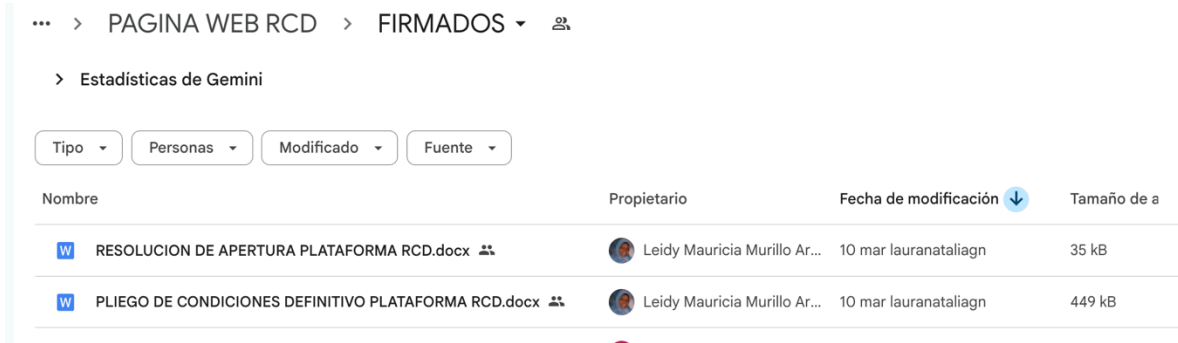 ... > PAGINA WEB RCD > FIRMADOS
> Estadísticas de Gemini
Tipo Personas Modificado Fuente
Nombre Propietario Fecha de modificación Tamaño de a
W RESOLUCION DE APERTURA PLATAFORMA RCD.docx Leidy Mauricia Murillo Ar... 10 mar lauranataliagn 35 kB
W PLIEGO DE CONDICIONES DEFINITIVO PLATAFORMA RCD.docx Leidy Mauricia Murillo Ar... 10 mar lauranataliagn 449 kB